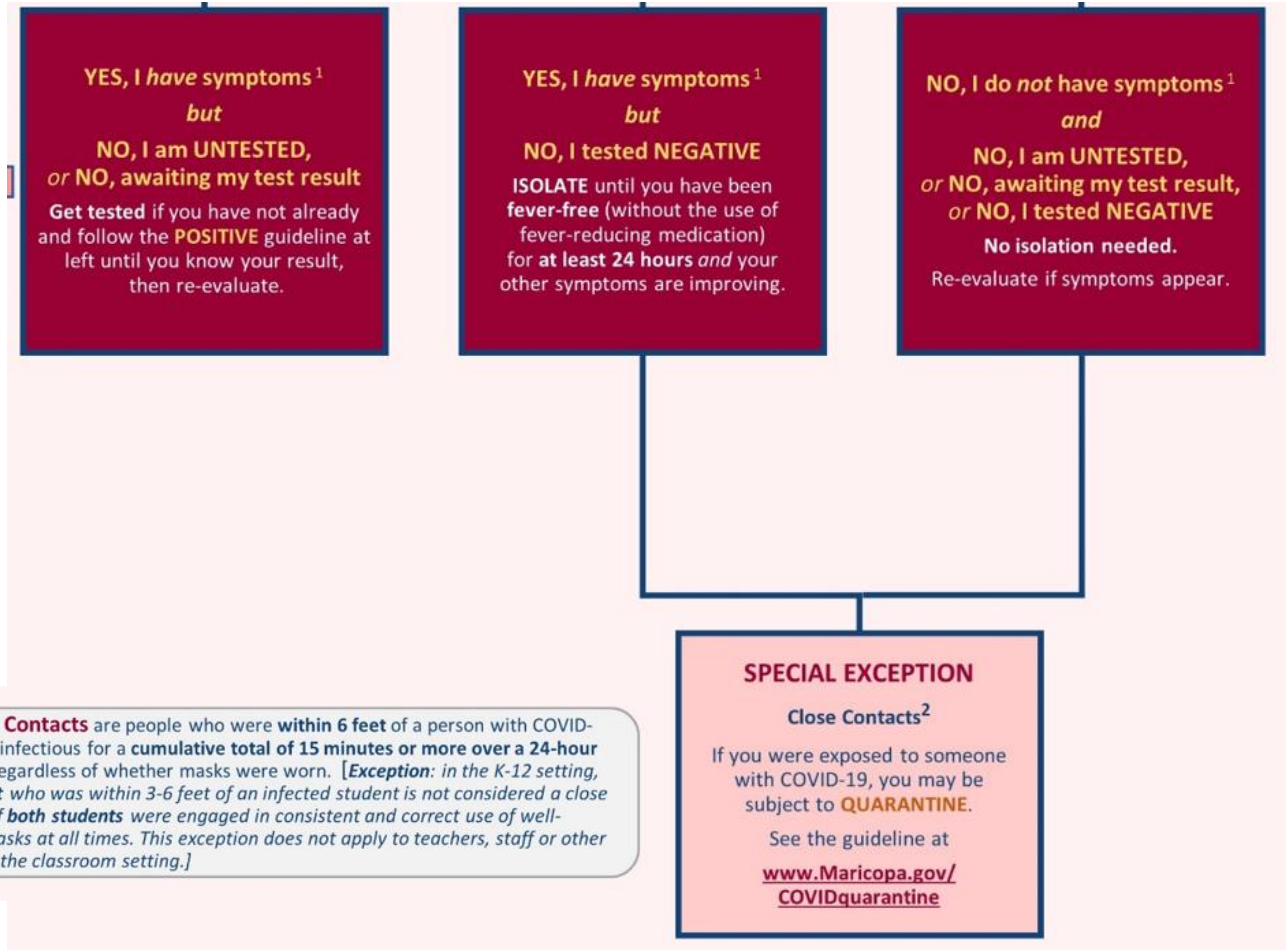 YES, I have symptoms 1
but
NO, I am UNTESTED,
or NO, awaiting my test result
Get tested if you have not already
and follow the POSITIVE guideline at
left until you know your result,
then re-evaluate.
YES, I have symptoms 1
but
NO, I tested NEGATIVE
ISOLATE until you have been
fever-free (without the use of
fever-reducing medication)
for at least 24 hours and your
other symptoms are improving.
NO, I do not have symptoms 1
and
NO, I am UNTESTED,
or NO, awaiting my test result,
or NO, I tested NEGATIVE
No isolation needed.
Re-evaluate if symptoms appear.
Contacts are people who were within 6 feet of a person with COVID-
infectious for a cumulative total of 15 minutes or more over a 24-hour
egardless of whether masks were worn. [Exception: in the K-12 setting,
t who was within 3-6 feet of an infected student is not considered a close
f both students were engaged in consistent and correct use of well-
asks at all times. This exception does not apply to teachers, staff or other
the classroom setting.]
SPECIAL EXCEPTION
Close Contacts2
If you were exposed to someone
with COVID-19, you may be
subject to QUARANTINE.
See the guideline at
www.Maricopa.gov/
COVIDquarantine